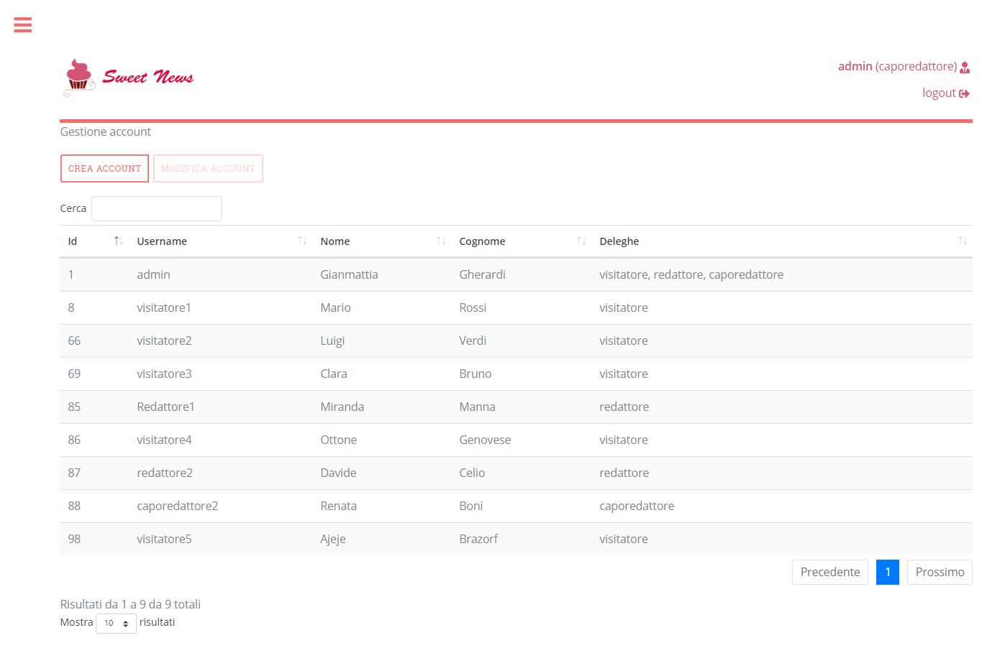 Sweet News
admin (caporedattore)
logout
Gestione account
CREA ACCOUNT MODIFICA ACCOUNT
Cerca
Id Username Nome Cognome Deleghe
1 admin Gianmattia Gherardi visitatore, redattore, caporedattore
8 visitatore1 Mario Rossi visitatore
66 visitatore2 Luigi Verdi visitatore
69 visitatore3 Clara Bruno visitatore
85 Redattore1 Miranda Manna redattore
86 visitatore4 Ottone Genovese visitatore
87 redattore2 Davide Celio redattore
88 caporedattore2 Renata Boni caporedattore
98 visitatore5 Ajeje Brazorf visitatore
Precedente 1 Prossimo
Risultati da 1 a 9 da 9 totali
Mostra 10 risultati